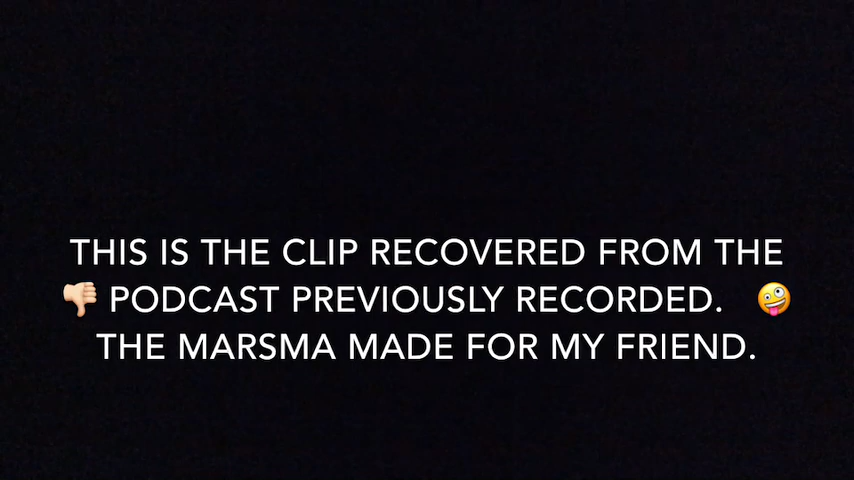 THIS IS THE CLIP RECOVERED FROM THE
👎🏻 PODCAST PREVIOUSLY RECORDED. 🤪
THE MARSMA MADE FOR MY FRIEND.